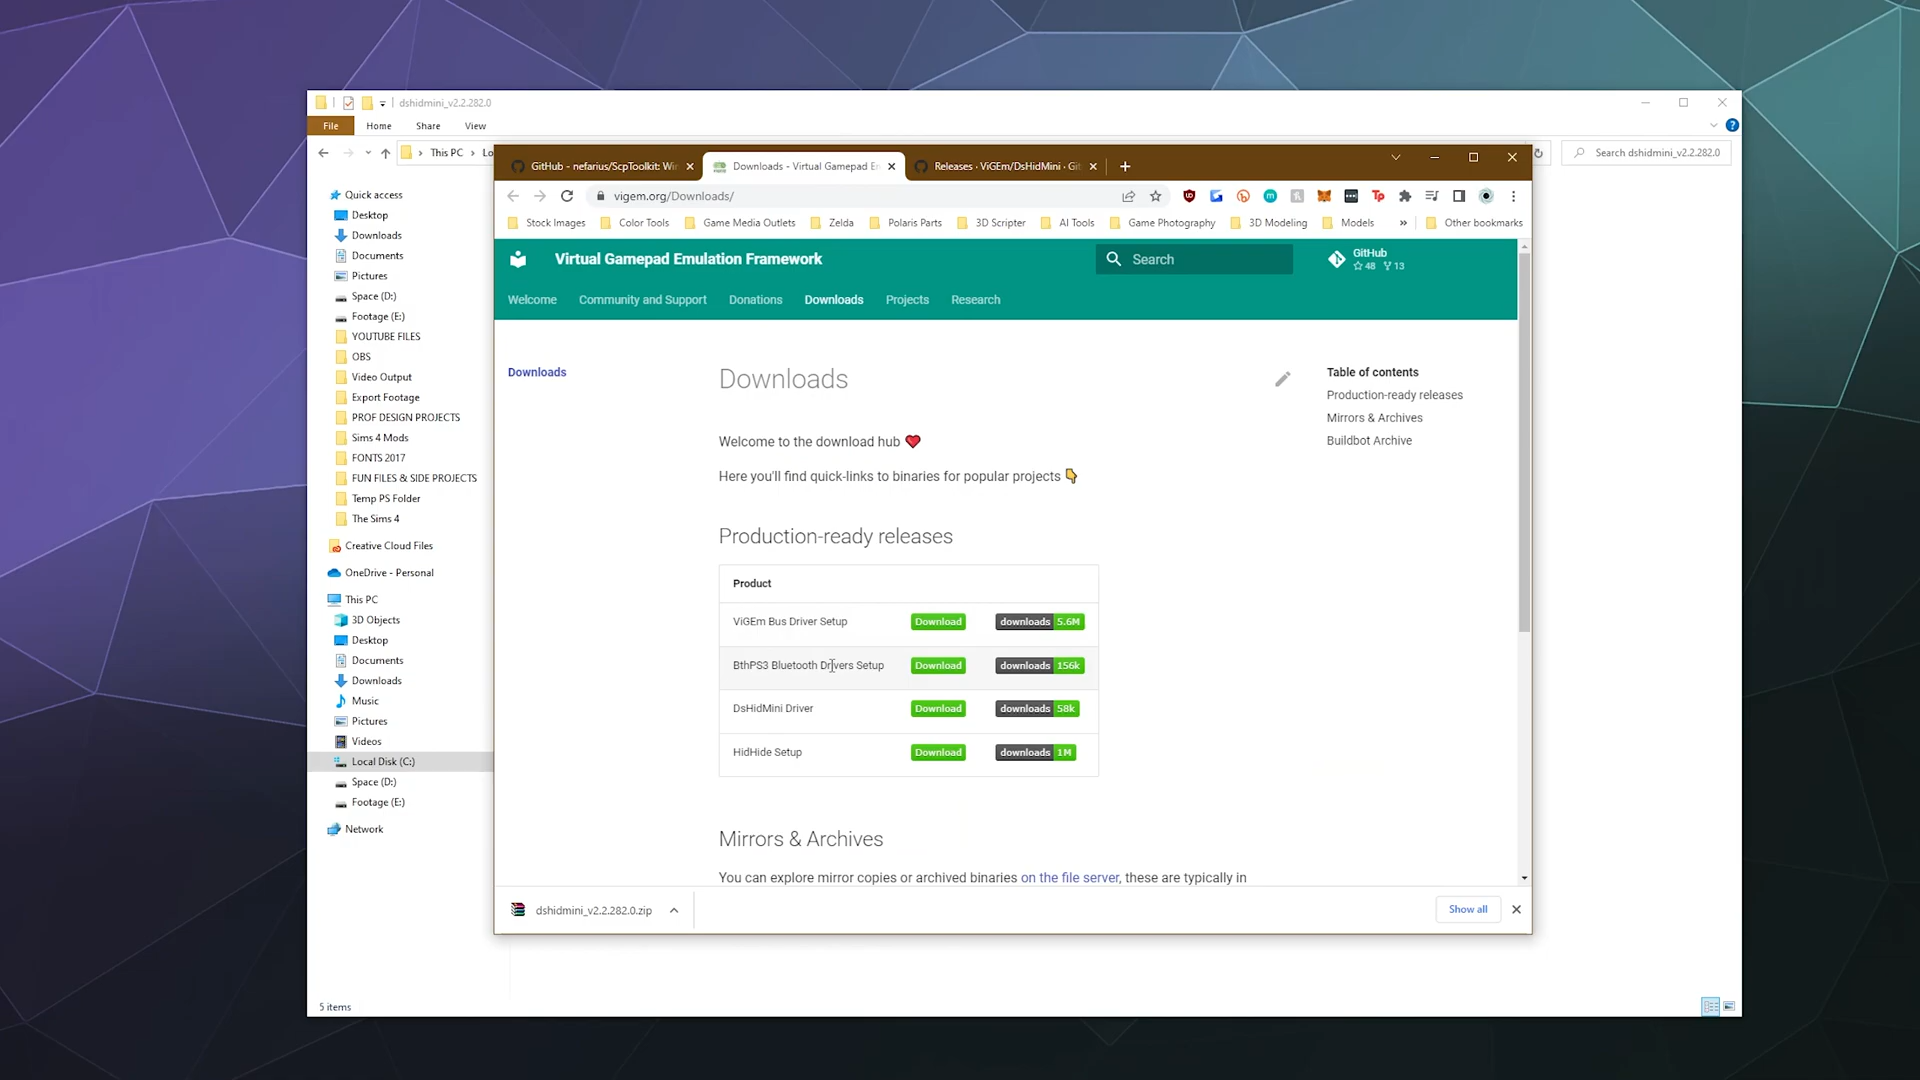 dshidmini_v2.2.282.0
File Home Share View
This PC Lo
Search dshidmini_v2.2.282.0
GitHub - nefarius/ScpToolkit: Wi
Downloads - Virtual Gamepad E
Releases · ViGEm/DsHidMini · Gi
vigem.org/Downloads/
Stock Images Color Tools Game Media Outlets Zelda Polaris Parts 3D Scripter AI Tools Game Photography 3D Modeling Models » Other bookmarks
Virtual Gamepad Emulation Framework
Search
GitHub
48 13
Welcome Community and Support Donations Downloads Projects Research
Quick access
Desktop
Downloads
Documents
Pictures
Space (D:)
Footage (E:)
YOUTUBE FILES
OBS
Video Output
Export Footage
PROF DESIGN PROJECTS
Sims 4 Mods
FONTS 2017
FUN FILES & SIDE PROJECTS
Temp PS Folder
The Sims 4
Creative Cloud Files
OneDrive - Personal
This PC
3D Objects
Desktop
Documents
Downloads
Music
Pictures
Videos
Local Disk (C:)
Space (D:)
Footage (E:)
Network
Downloads
Downloads
Welcome to the download hub ❤️
Here you'll find quick-links to binaries for popular projects 👇
Production-ready releases
Product
ViGEm Bus Driver Setup Download downloads 5.6M
BthPS3 Bluetooth Drivers Setup Download downloads 156k
DsHidMini Driver Download downloads 58k
HidHide Setup Download downloads 1M
Mirrors & Archives
You can explore mirror copies or archived binaries on the file server, these are typically in
Table of contents
Production-ready releases
Mirrors & Archives
Buildbot Archive
dshidmini_v2.2.282.0.zip
Show all
5 items